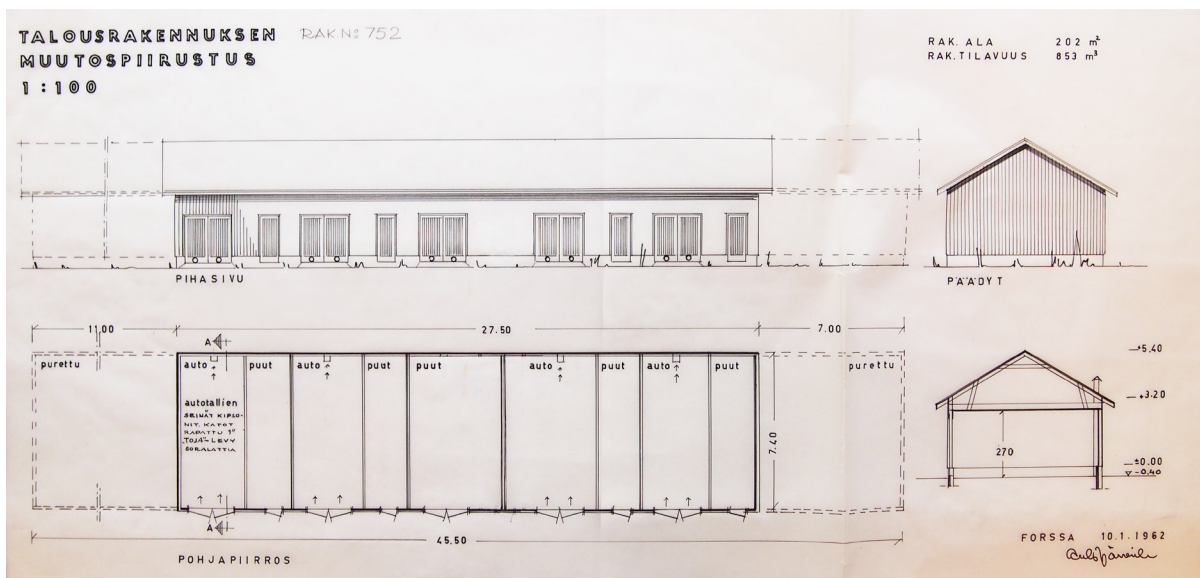 TALOUSRAKENNUKSEN RAK.No 752
MUUTOSPIIRUSTUS
1:100
RAK. ALA 202 m²
RAK. TILAVUUS 853 m³
PIHASIVU
PÄÄDYT
11.00 27.50 7.00
A
purettu auto puut auto puut puut auto puut auto puut purettu
autotallien
SEINÄT KIPSO-
NIT. KATOT
RAPATTU 1"
"TOJA"-LEVY
SORALATTIA
7.40
A
45.50
POHJAPIIRROS
+5.40
+3.20
270
±0.00
-0.40
FORSSA 10.1.1962